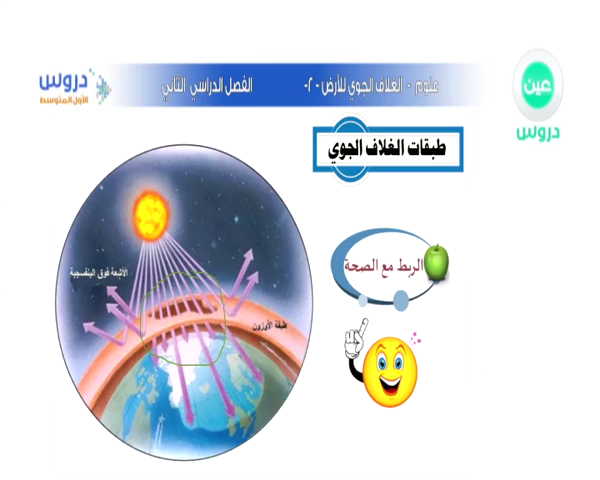 علوم - الغلاف الجوي للأرض -٢-
الفصل الدراسي الثاني
دروس
الأول المتوسط
عين
دروس
طبقات الغلاف الجوي
الربط مع الصحة
الأشعة فوق البنفسجية
طبقة الأوزون